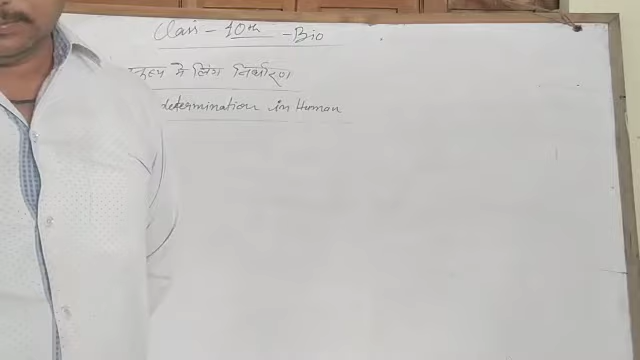 Class - 10th - Bio
में लिंग निर्धारण
determination in Human